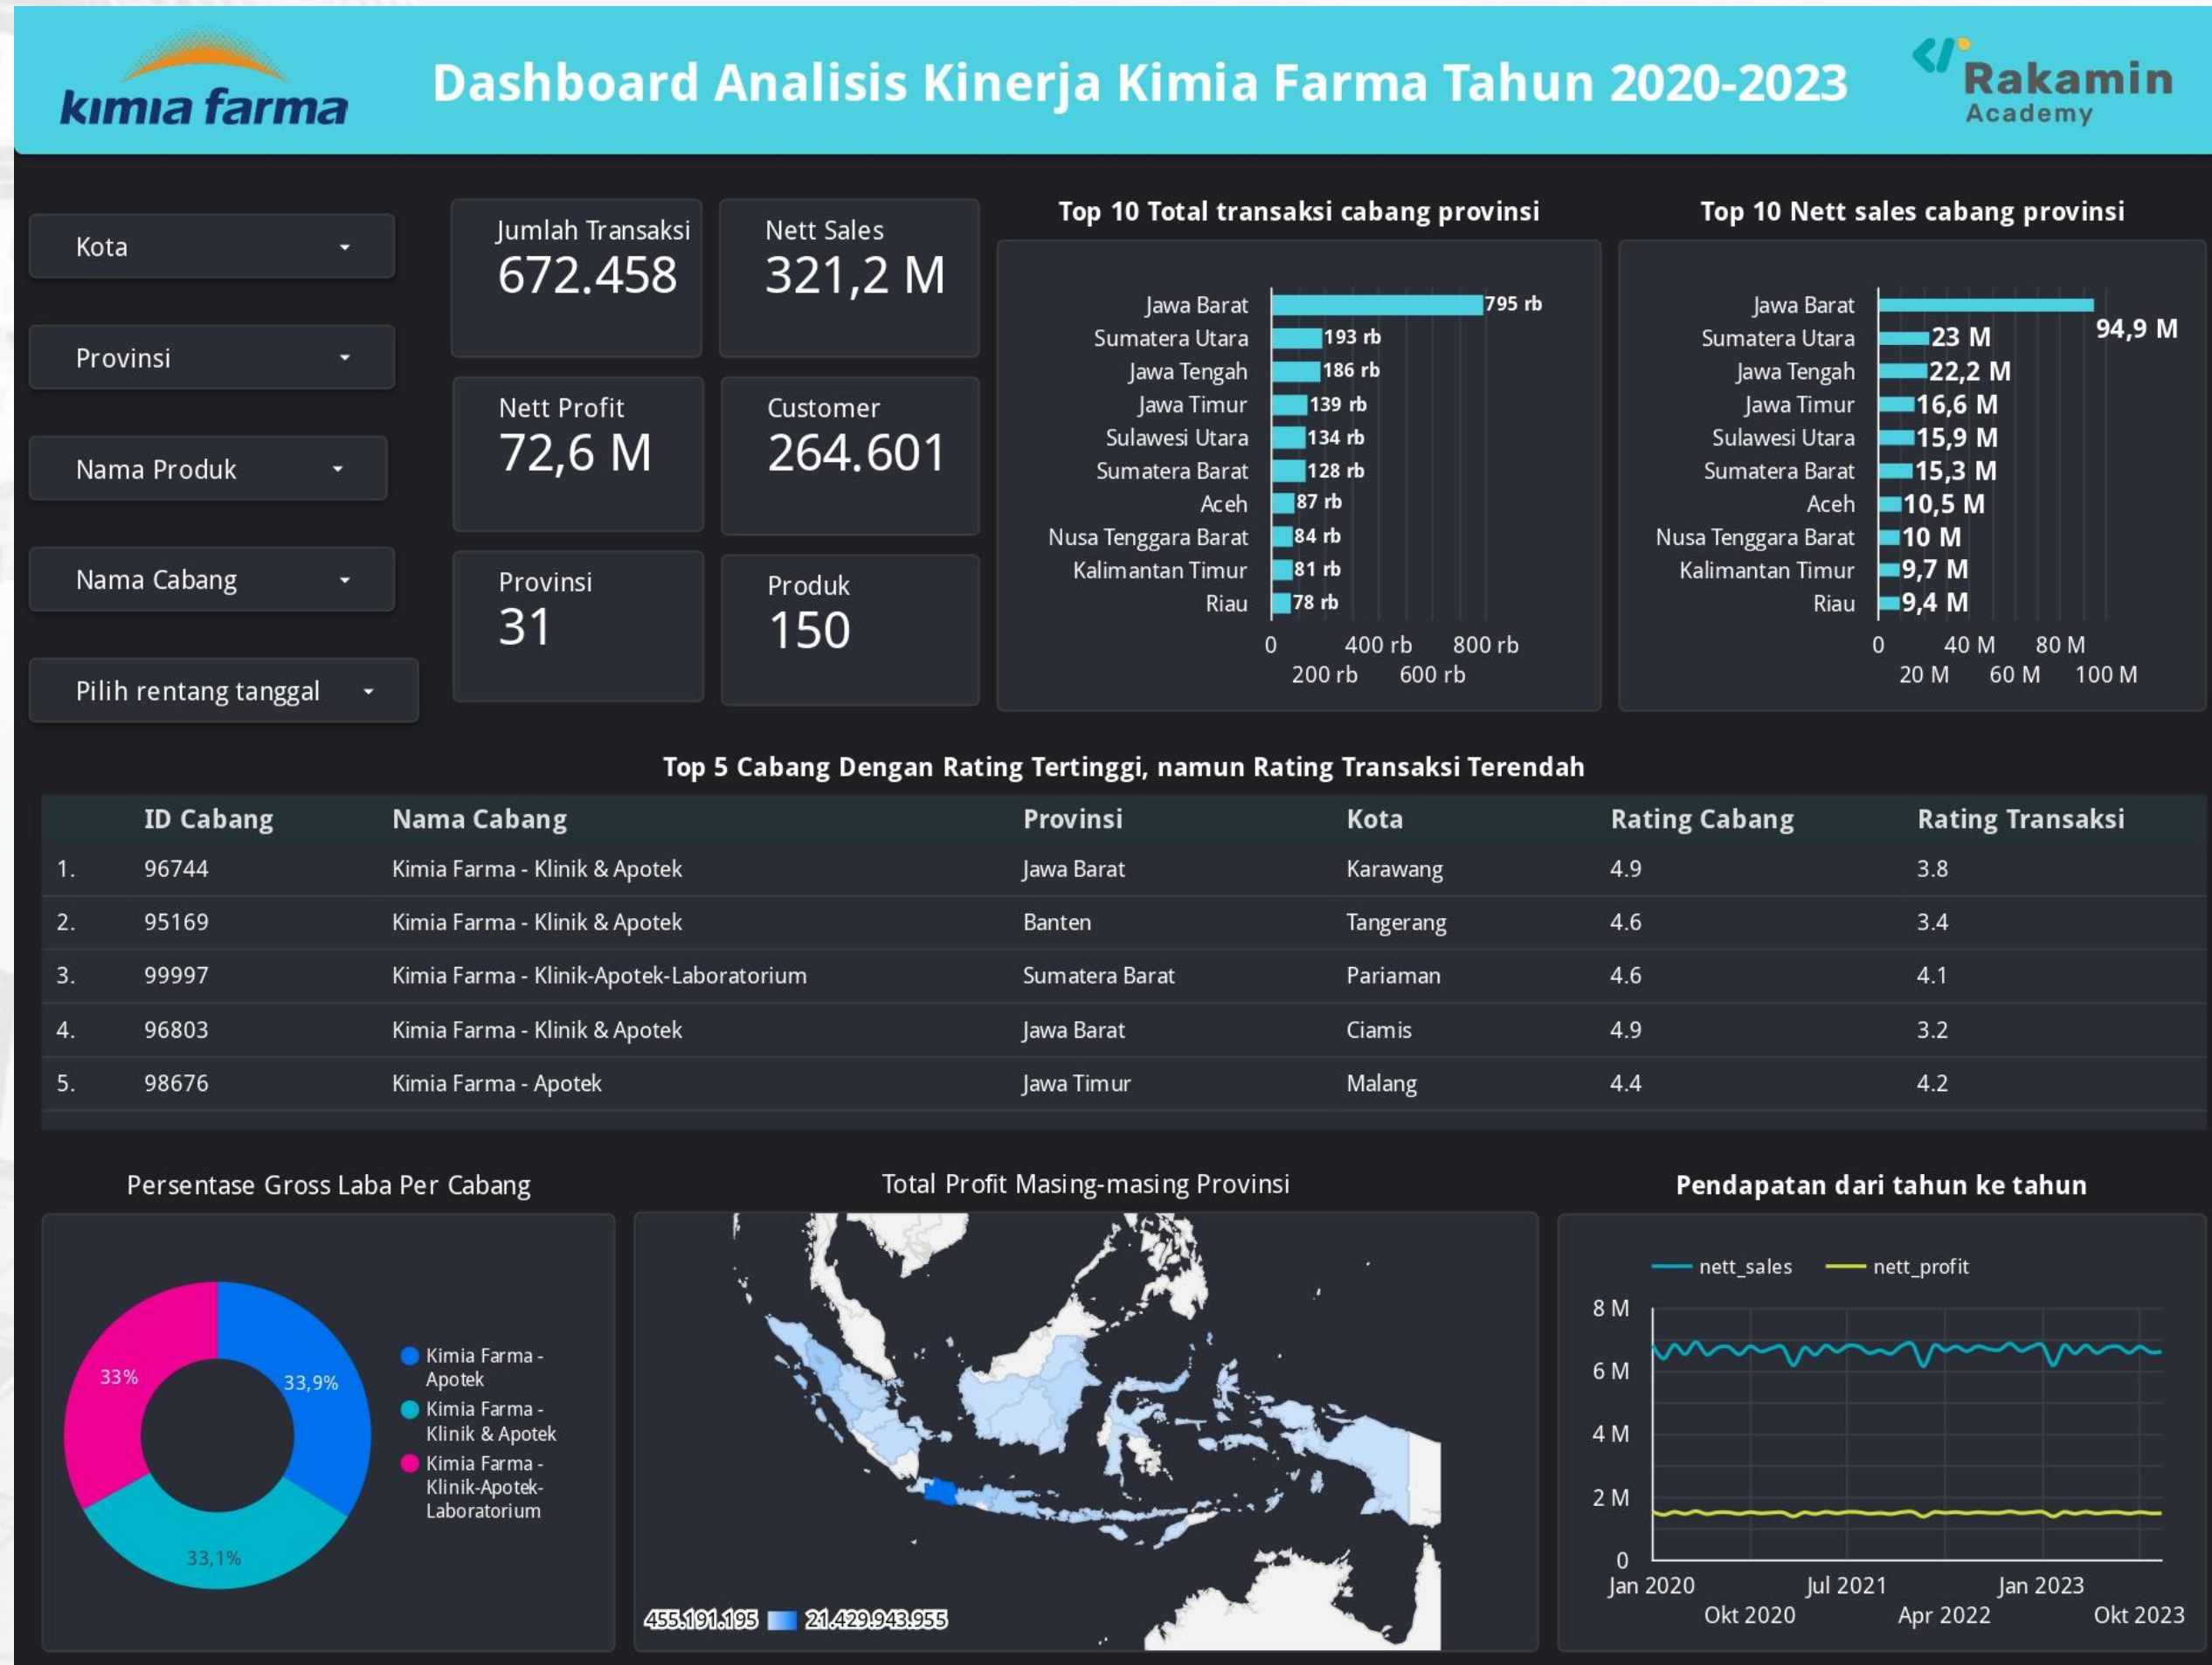 kimia farma
Dashboard Analisis Kinerja Kimia Farma Tahun 2020-2023
Rakamin
Academy
Kota
Provinsi
Nama Produk
Nama Cabang
Pilih rentang tanggal
Jumlah Transaksi
672.458
Nett Sales
321,2 M
Nett Profit
72,6 M
Customer
264.601
Provinsi
31
Produk
150
Top 10 Total transaksi cabang provinsi
Jawa Barat 795 rb
Sumatera Utara 193 rb
Jawa Tengah 186 rb
Jawa Timur 139 rb
Sulawesi Utara 134 rb
Sumatera Barat 128 rb
Aceh 87 rb
Nusa Tenggara Barat 84 rb
Kalimantan Timur 81 rb
Riau 78 rb
0 400 rb 800 rb
200 rb 600 rb
Top 10 Nett sales cabang provinsi
Jawa Barat 94,9 M
Sumatera Utara 23 M
Jawa Tengah 22,2 M
Jawa Timur 16,6 M
Sulawesi Utara 15,9 M
Sumatera Barat 15,3 M
Aceh 10,5 M
Nusa Tenggara Barat 10 M
Kalimantan Timur 9,7 M
Riau 9,4 M
0 40 M 80 M
20 M 60 M 100 M
Top 5 Cabang Dengan Rating Tertinggi, namun Rating Transaksi Terendah
ID Cabang Nama Cabang Provinsi Kota Rating Cabang Rating Transaksi
1. 96744 Kimia Farma - Klinik & Apotek Jawa Barat Karawang 4.9 3.8
2. 95169 Kimia Farma - Klinik & Apotek Banten Tangerang 4.6 3.4
3. 99997 Kimia Farma - Klinik-Apotek-Laboratorium Sumatera Barat Pariaman 4.6 4.1
4. 96803 Kimia Farma - Klinik & Apotek Jawa Barat Ciamis 4.9 3.2
5. 98676 Kimia Farma - Apotek Jawa Timur Malang 4.4 4.2
Persentase Gross Laba Per Cabang
33%
33,9%
33,1%
Kimia Farma -
Apotek
Kimia Farma -
Klinik & Apotek
Kimia Farma -
Klinik-Apotek-
Laboratorium
Total Profit Masing-masing Provinsi
455.191.195 21.429.943.955
Pendapatan dari tahun ke tahun
nett_sales nett_profit
8 M
6 M
4 M
2 M
0
Jan 2020 Jul 2021 Jan 2023
Okt 2020 Apr 2022 Okt 2023